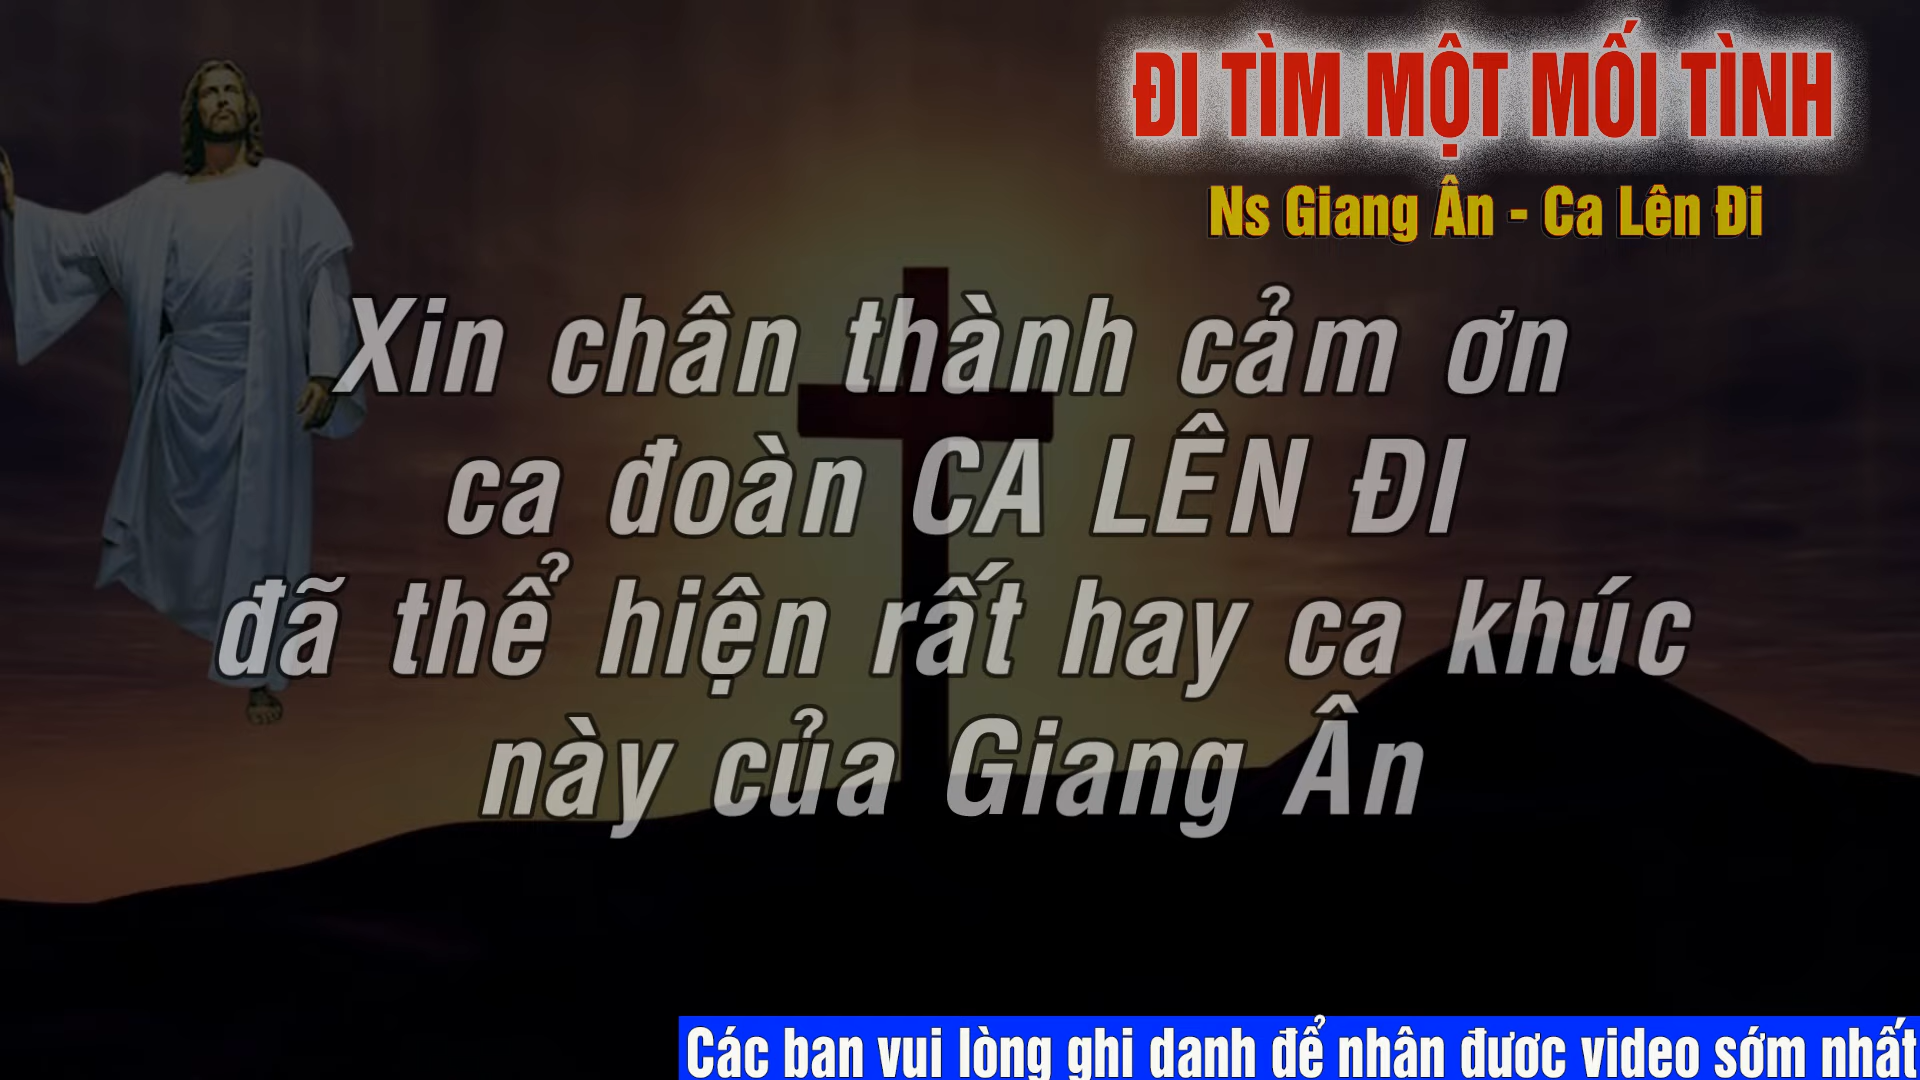 ĐI TÌM MỘT MỐI TÌNH
Ns Giang Ân - Ca Lên Đi
Xin chân thành cảm ơn
ca đoàn CA LÊN ĐI
đã thể hiện rất hay ca khúc
này của Giang Ân
Các bạn vui lòng ghi danh để nhận được video sớm nhất